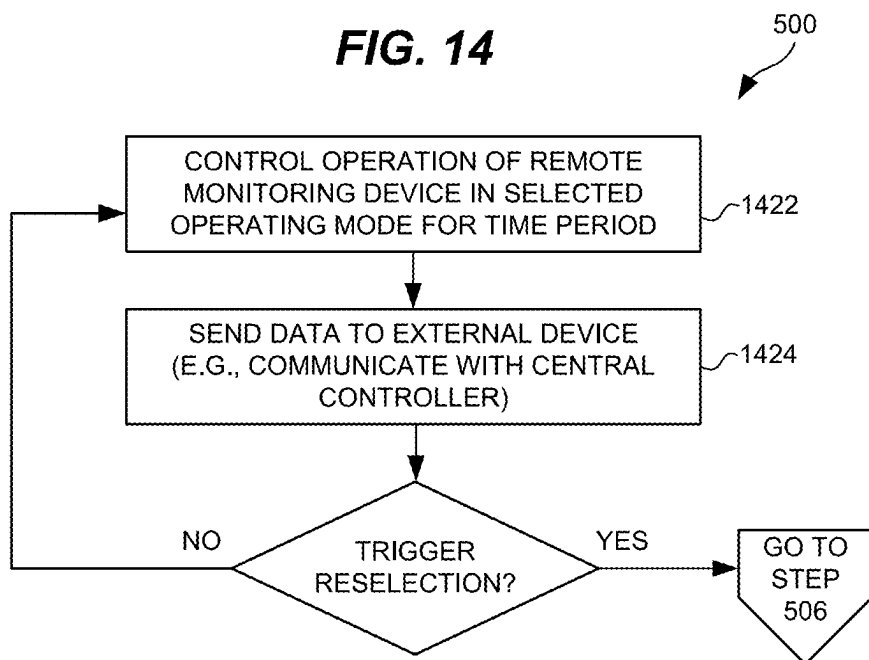 FIG. 14
500
CONTROL OPERATION OF REMOTE
MONITORING DEVICE IN SELECTED
OPERATING MODE FOR TIME PERIOD
1422
SEND DATA TO EXTERNAL DEVICE
(E.G., COMMUNICATE WITH CENTRAL
CONTROLLER)
1424
NO
TRIGGER
RESELECTION?
YES
GO TO
STEP
506